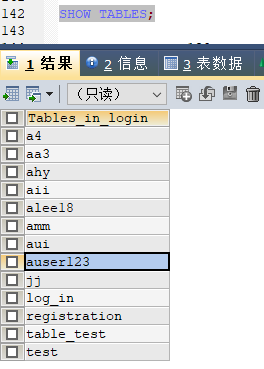 142 SHOW TABLES;
143
1 结果 2 信息 3 表数据
(只读)
Tables_in_login
a4
aa3
ahy
aii
alee18
amm
aui
auser123
jj
log_in
registration
table_test
test